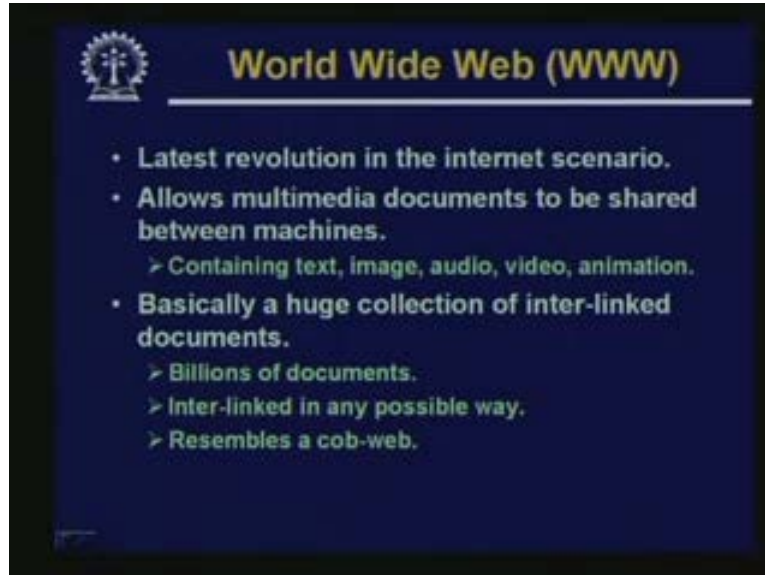 World Wide Web (WWW)
• Latest revolution in the internet scenario.
• Allows multimedia documents to be shared
between machines.
➢ Containing text, image, audio, video, animation.
• Basically a huge collection of inter-linked
documents.
➢ Billions of documents.
➢ Inter-linked in any possible way.
➢ Resembles a cob-web.